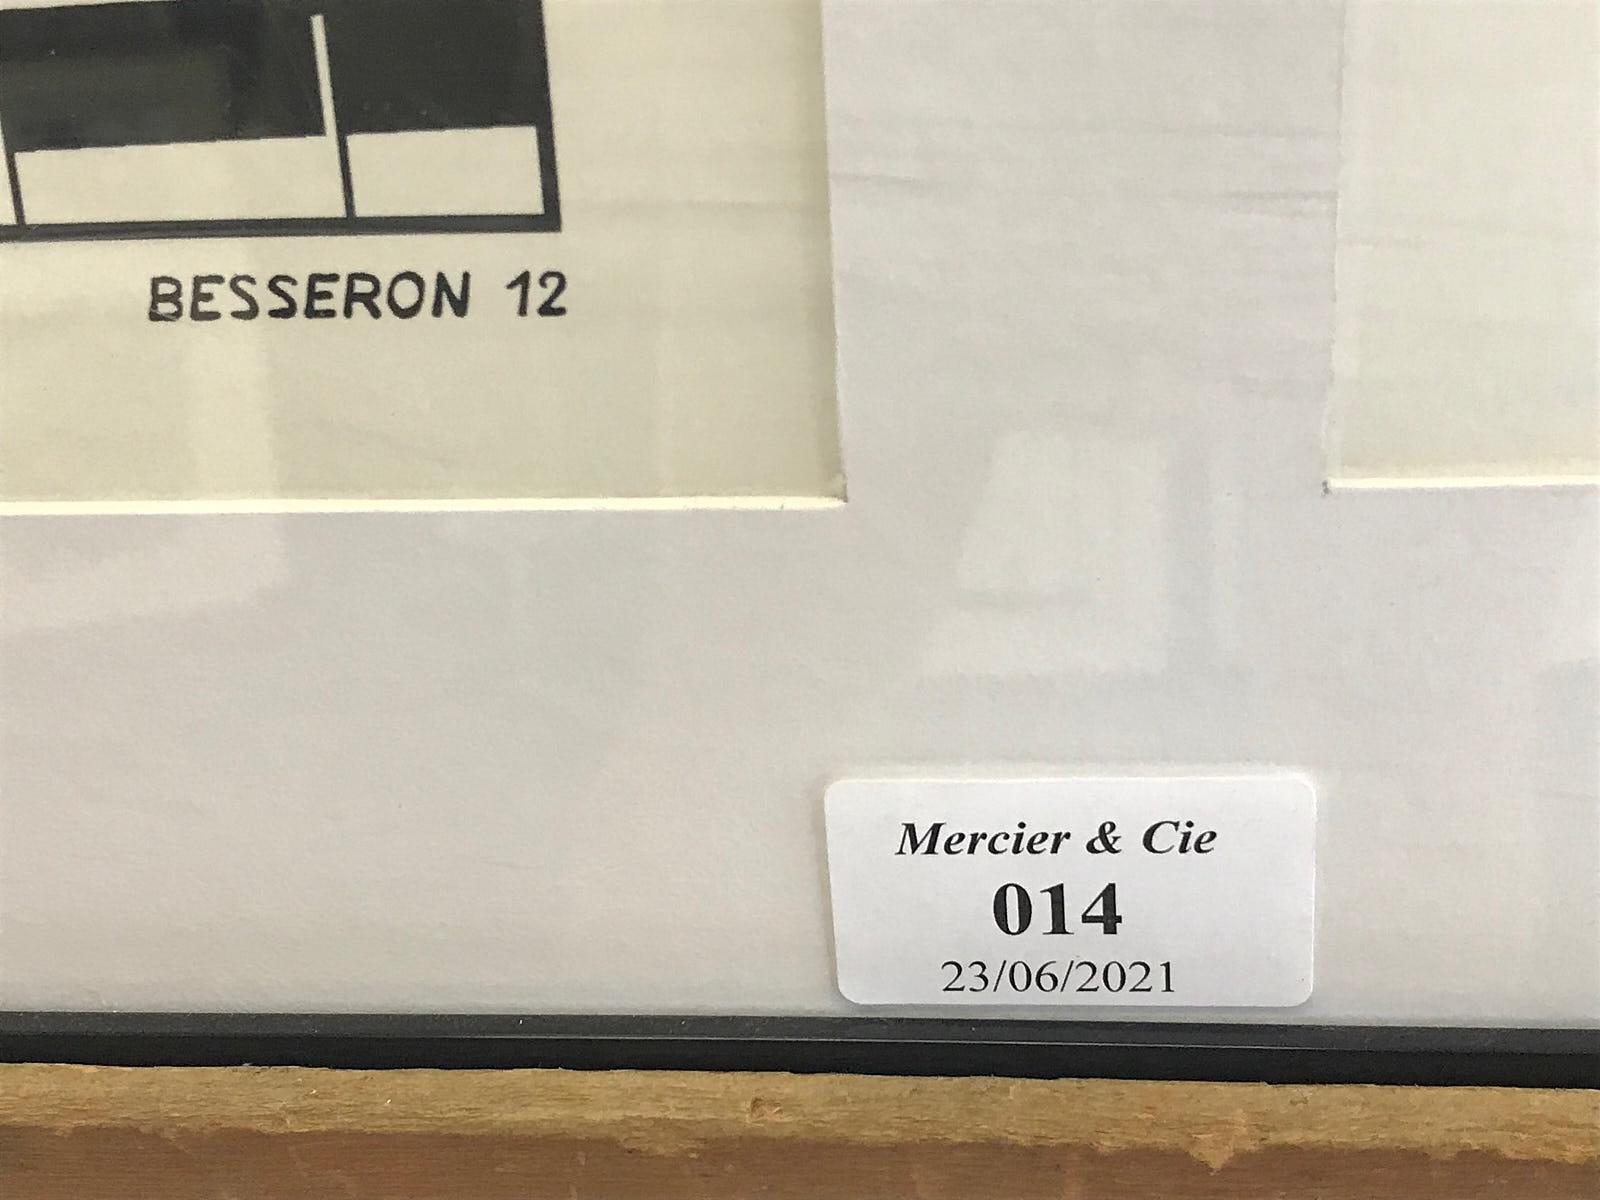 BESSERON 12
Mercier & Cie
014
23/06/2021